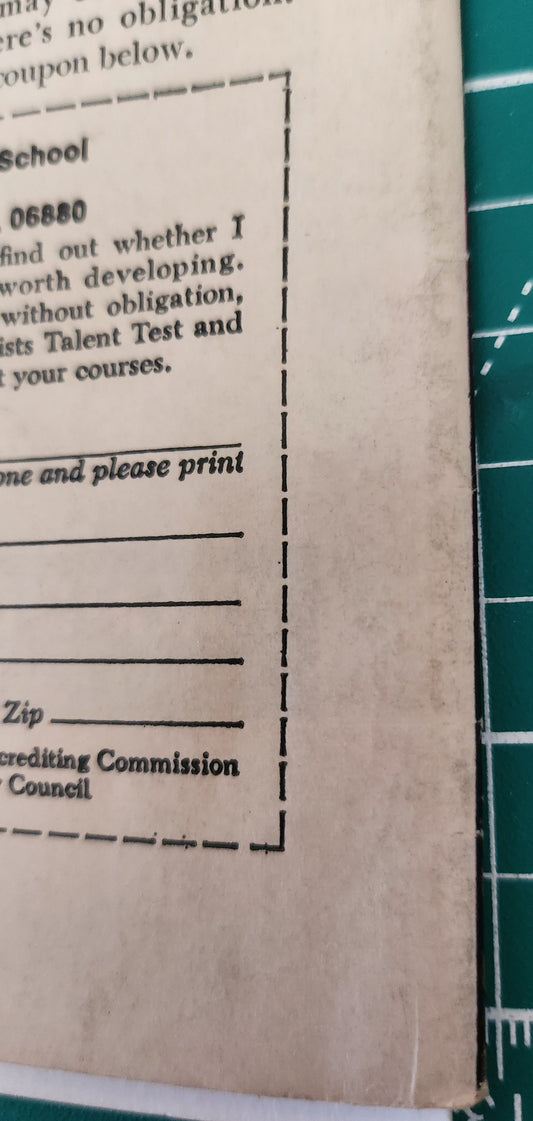 may
ere's no obligation.
coupon below.
School
. 06880
find out whether I
worth developing.
without obligation,
ists Talent Test and
t your courses.
one and please print
Zip
crediting Commission
Council